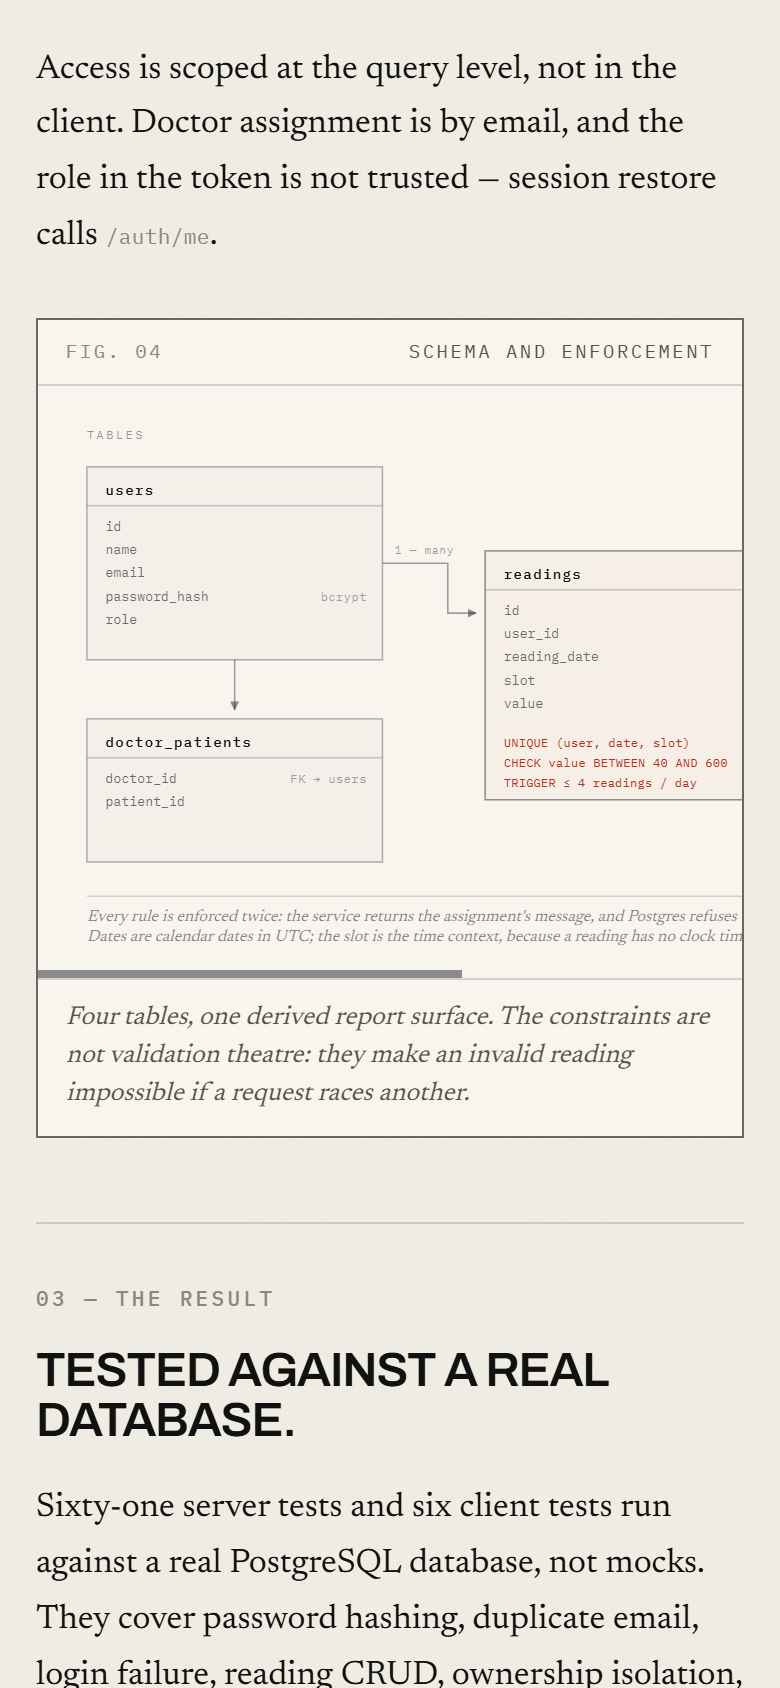 Access is scoped at the query level, not in the
client. Doctor assignment is by email, and the
role in the token is not trusted — session restore
calls /auth/me.
FIG. 04
SCHEMA AND ENFORCEMENT
TABLES
users
id
name
email
password_hash bcrypt
role
1 — many
readings
id
user_id
reading_date
slot
value
UNIQUE (user, date, slot)
CHECK value BETWEEN 40 AND 600
TRIGGER ≤ 4 readings / day
doctor_patients
doctor_id FK → users
patient_id
Every rule is enforced twice: the service returns the assignment's message, and Postgres refuses
Dates are calendar dates in UTC; the slot is the time context, because a reading has no clock tim
Four tables, one derived report surface. The constraints are
not validation theatre: they make an invalid reading
impossible if a request races another.
03 — THE RESULT
TESTED AGAINST A REAL
DATABASE.
Sixty-one server tests and six client tests run
against a real PostgreSQL database, not mocks.
They cover password hashing, duplicate email,
login failure, reading CRUD, ownership isolation,